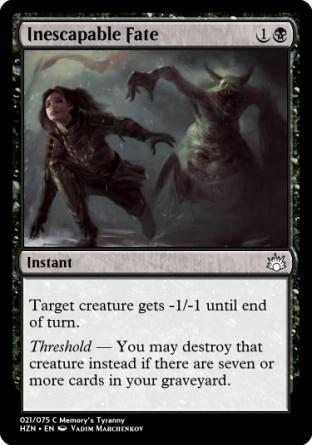 Inescapable Fate 1
Instant
Target creature gets -1/-1 until end
of turn.
Threshold — You may destroy that
creature instead if there are seven or
more cards in your graveyard.
021/075 C Memory's Tyranny
HZN • EN Vadim Marchenkov